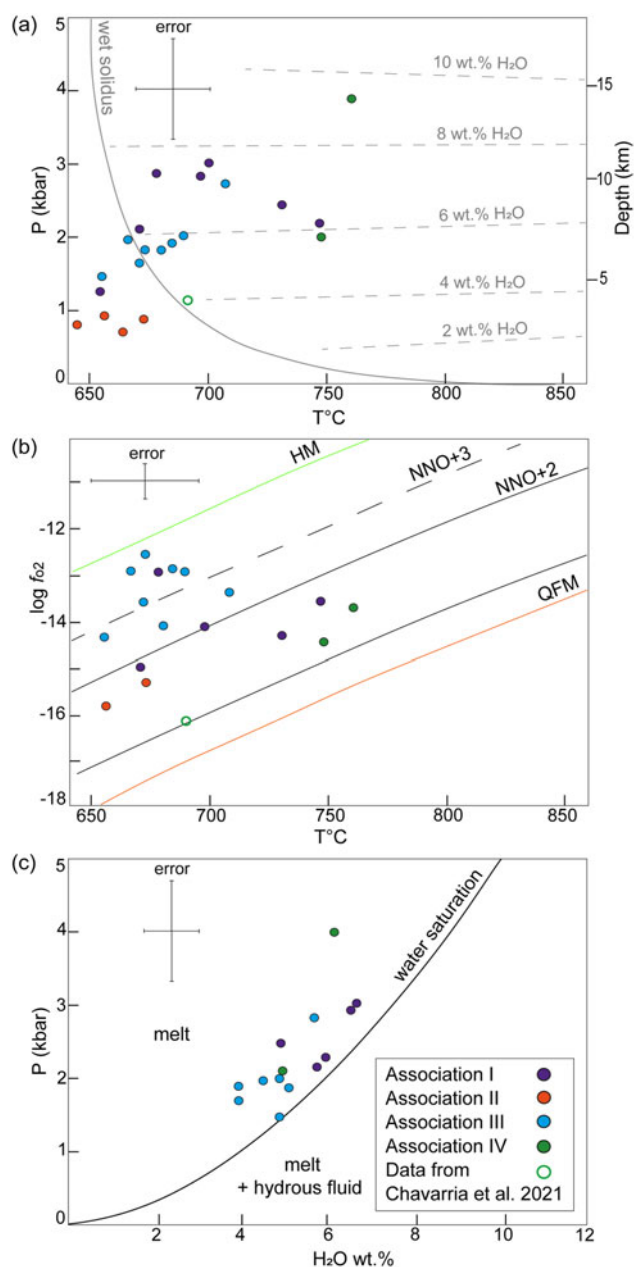 (a)
error
wet solidus
10 wt.% H₂O
8 wt.% H₂O
6 wt.% H₂O
4 wt.% H₂O
2 wt.% H₂O
5
4
3
2
1
0
P (kbar)
15
10
5
Depth (km)
650
700
750
800
850
T°C
(b)
error
HM
NNO+3
NNO+2
QFM
-12
-14
-16
-18
log fo₂
650
700
750
800
850
T°C
(c)
error
water saturation
melt
melt
+ hydrous fluid
5
4
3
2
1
0
P (kbar)
2
4
6
8
10
12
H₂O wt.%
Association I
Association II
Association III
Association IV
Data from
Chavarria et al. 2021